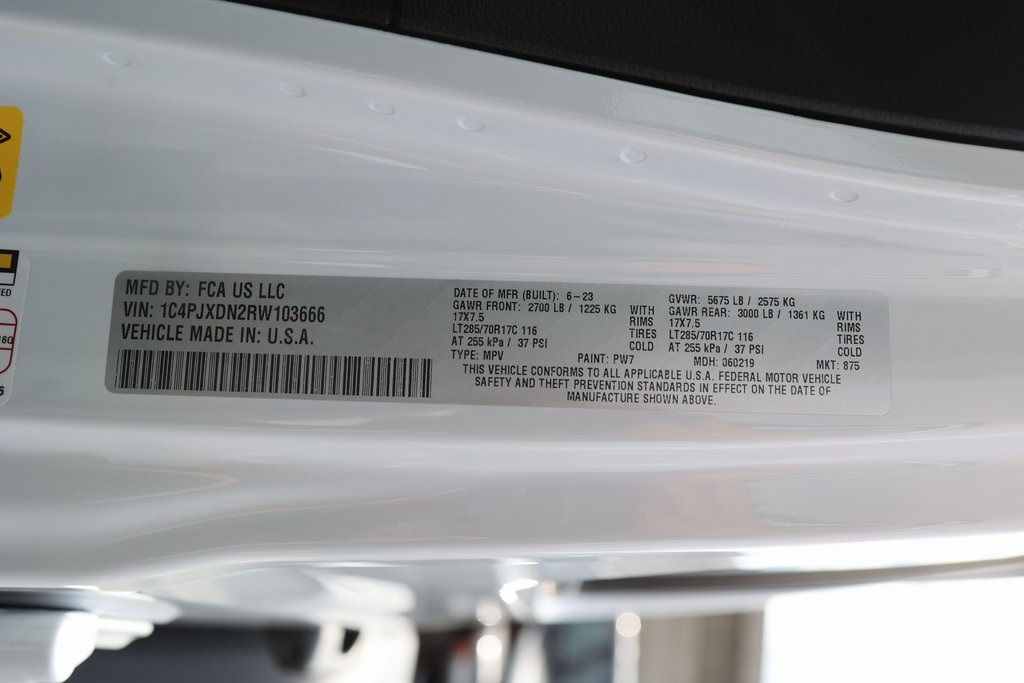 MFD BY: FCA US LLC
VIN: 1C4PJXDN2RW103666
VEHICLE MADE IN: U.S.A.
DATE OF MFR (BUILT): 6-23
GAWR FRONT: 2700 LB / 1225 KG WITH
17X7.5 RIMS
LT285/70R17C 116 TIRES
AT 255 kPa / 37 PSI COLD
GVWR: 5675 LB / 2575 KG
GAWR REAR: 3000 LB / 1361 KG WITH
17X7.5 RIMS
LT285/70R17C 116 TIRES
AT 255 kPa / 37 PSI COLD
TYPE: MPV PAINT: PW7 MDH: 060219 MKT: 875
THIS VEHICLE CONFORMS TO ALL APPLICABLE U.S.A. FEDERAL MOTOR VEHICLE
SAFETY AND THEFT PREVENTION STANDARDS IN EFFECT ON THE DATE OF
MANUFACTURE SHOWN ABOVE.